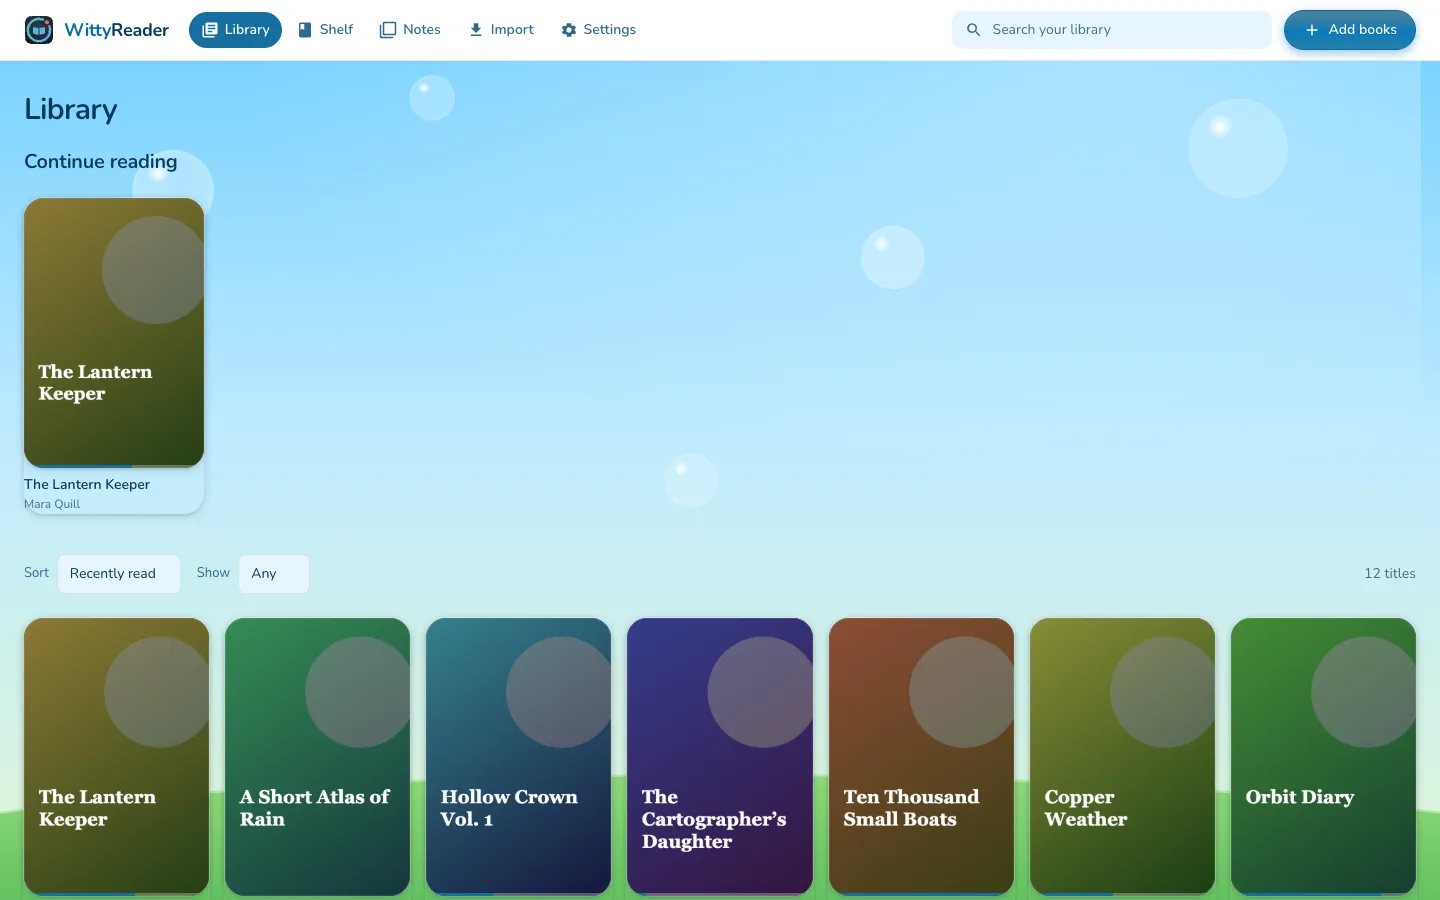 WittyReader
Library
Shelf
Notes
Import
Settings
Search your library
Add books
Library
Continue reading
The Lantern
Keeper
The Lantern Keeper
Mara Quill
Sort
Recently read
Show
Any
12 titles
The Lantern
Keeper
A Short Atlas of
Rain
Hollow Crown
Vol. 1
The
Cartographer’s
Daughter
Ten Thousand
Small Boats
Copper
Weather
Orbit Diary